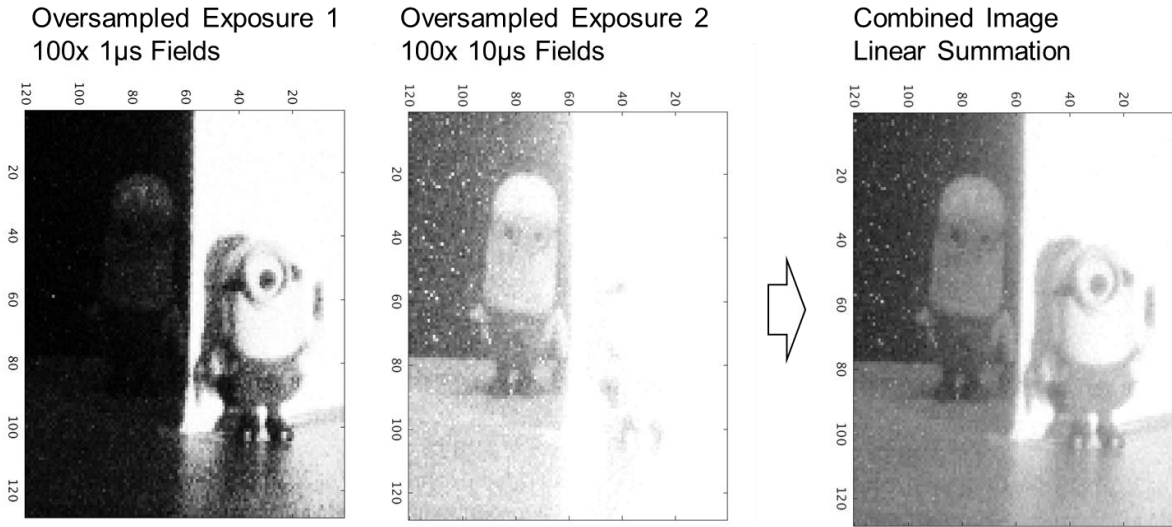 Oversampled Exposure 1
100x 1µs Fields
Oversampled Exposure 2
100x 10µs Fields
Combined Image
Linear Summation
120 100 80 60 40 20
120 100 80 60 40 20
120 100 80 60 40 20
20 20 20
40 40 40
60 60 60
80 80 80
100 100 100
120 120 120